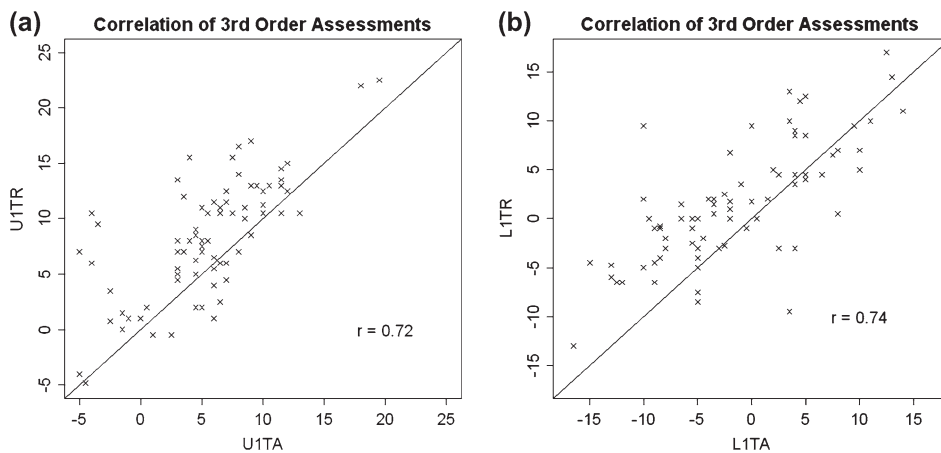 (a) Correlation of 3rd Order Assessments
25
20
15
10
5
0
-5
U1TR
r = 0.72
-5 0 5 10 15 20 25
U1TA
(b) Correlation of 3rd Order Assessments
15
10
5
0
-5
-10
-15
L1TR
r = 0.74
-15 -10 -5 0 5 10 15
L1TA